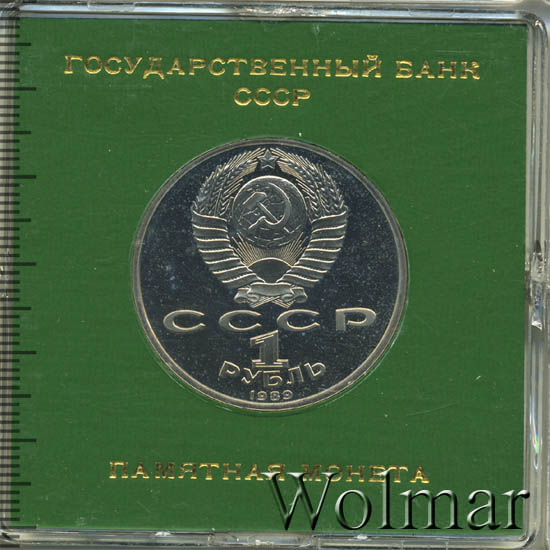 ГОСУДАРСТВЕННЫЙ БАНК
СССР
СССР
1
РУБЛЬ
1989
ПАМЯТНАЯ МОНЕТА
Wolmar